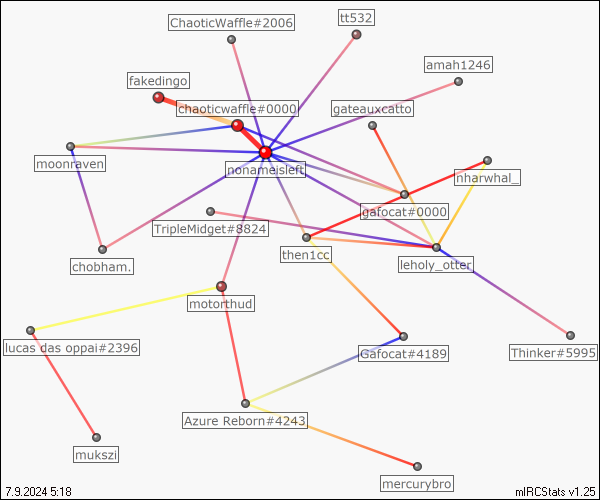 ChaoticWaffle#2006
tt532
amah1246
fakedingo
chaoticwaffle#0000
gateauxcatto
moonraven
nonameisleft
nharwhal_
gafocat#0000
TripleMidget#8824
chobham.
then1cc
leholy_otter
motorthud
lucas das oppai#2396
Gafocat#4189
Thinker#5995
Azure Reborn#4243
mukszi
mercurybro
7.9.2024 5:18
mIRCStats v1.25